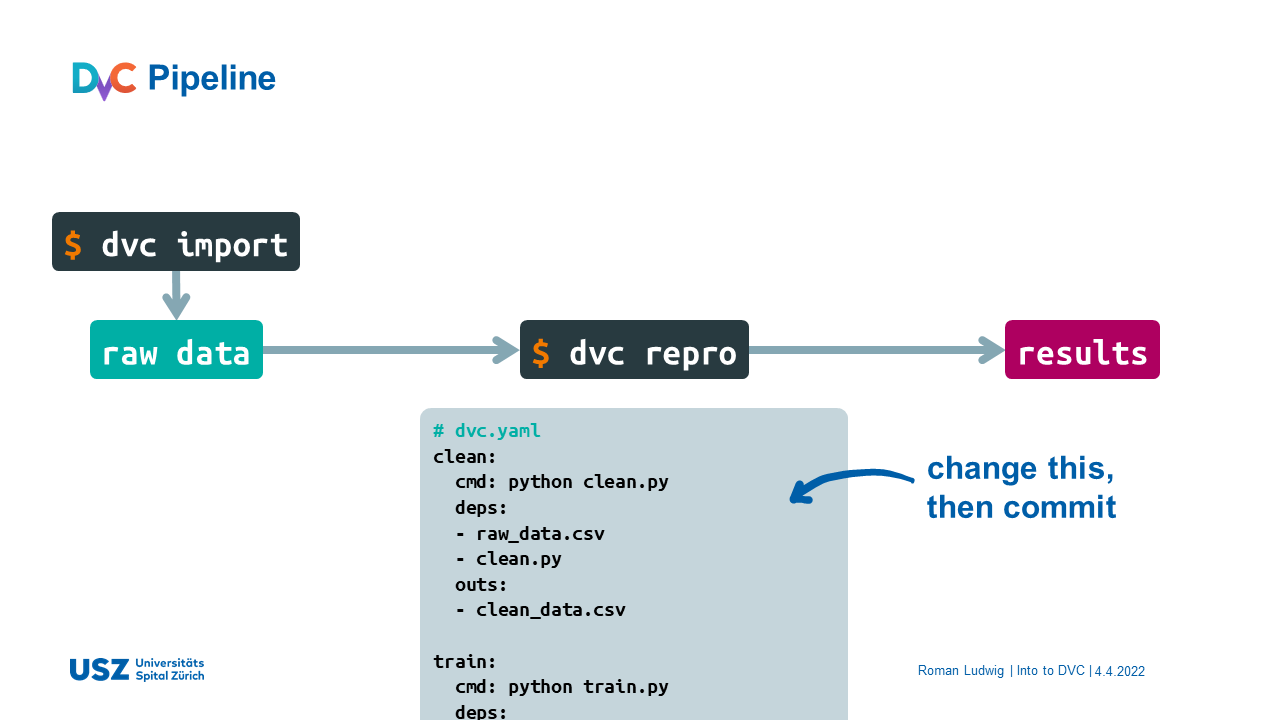 DVC Pipeline
$ dvc import
raw data
$ dvc repro
results
# dvc.yaml
clean:
  cmd: python clean.py
  deps:
  - raw_data.csv
  - clean.py
  outs:
  - clean_data.csv
train:
  cmd: python train.py
  deps:
change this,
then commit
USZ Universitäts
Spital Zürich
Roman Ludwig | Into to DVC | 4.4.2022